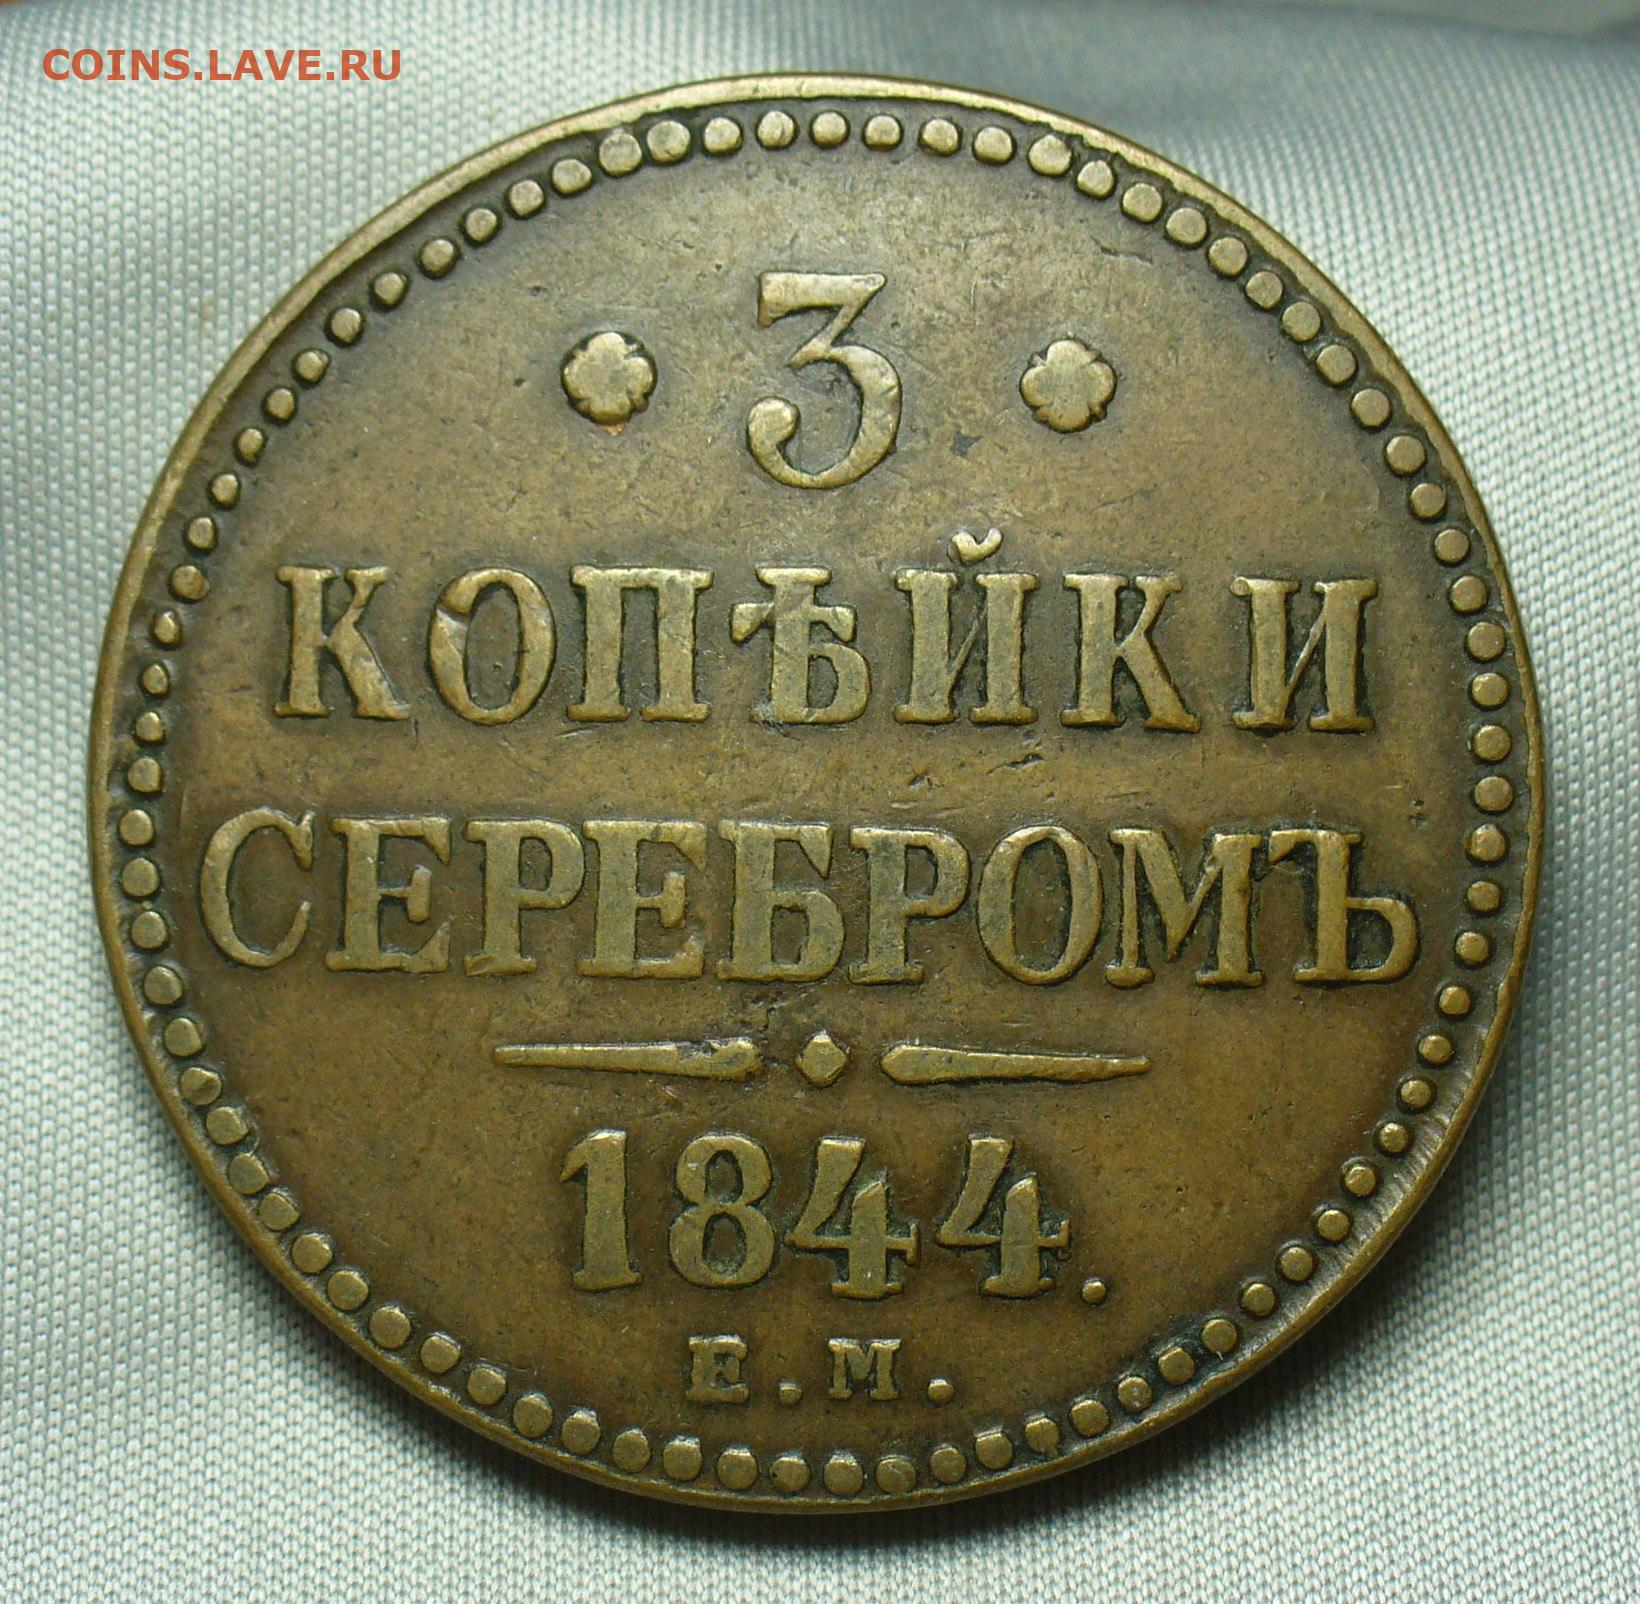 COINS.LAVE.RU
3
КОПѢЙКИ
СЕРЕБРОМЪ
1844.
Е.М.